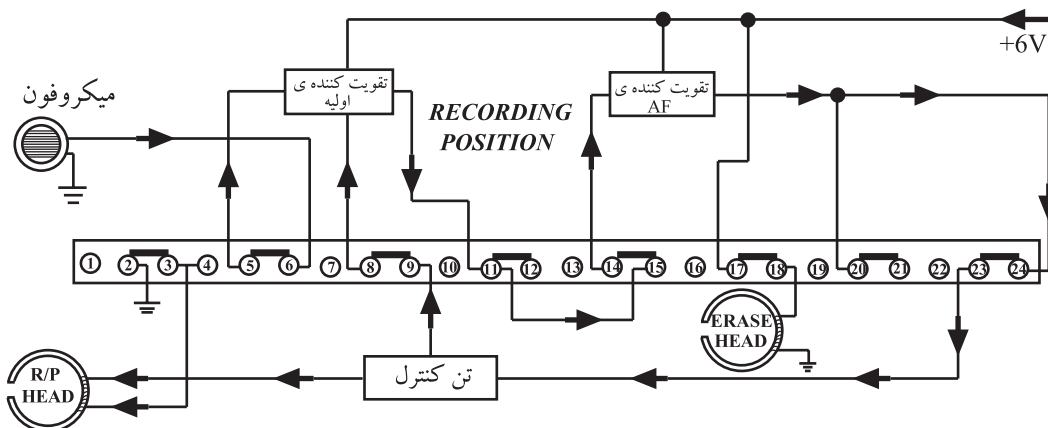 +6V
میکروفون
تقویت کننده ی
اولیه
RECORDING
POSITION
تقویت کننده ی
AF
1 2 3 4 5 6 7 8 9 10 11 12 13 14 15 16 17 18 19 20 21 22 23 24
ERASE
HEAD
R/P
HEAD
تن کنترل